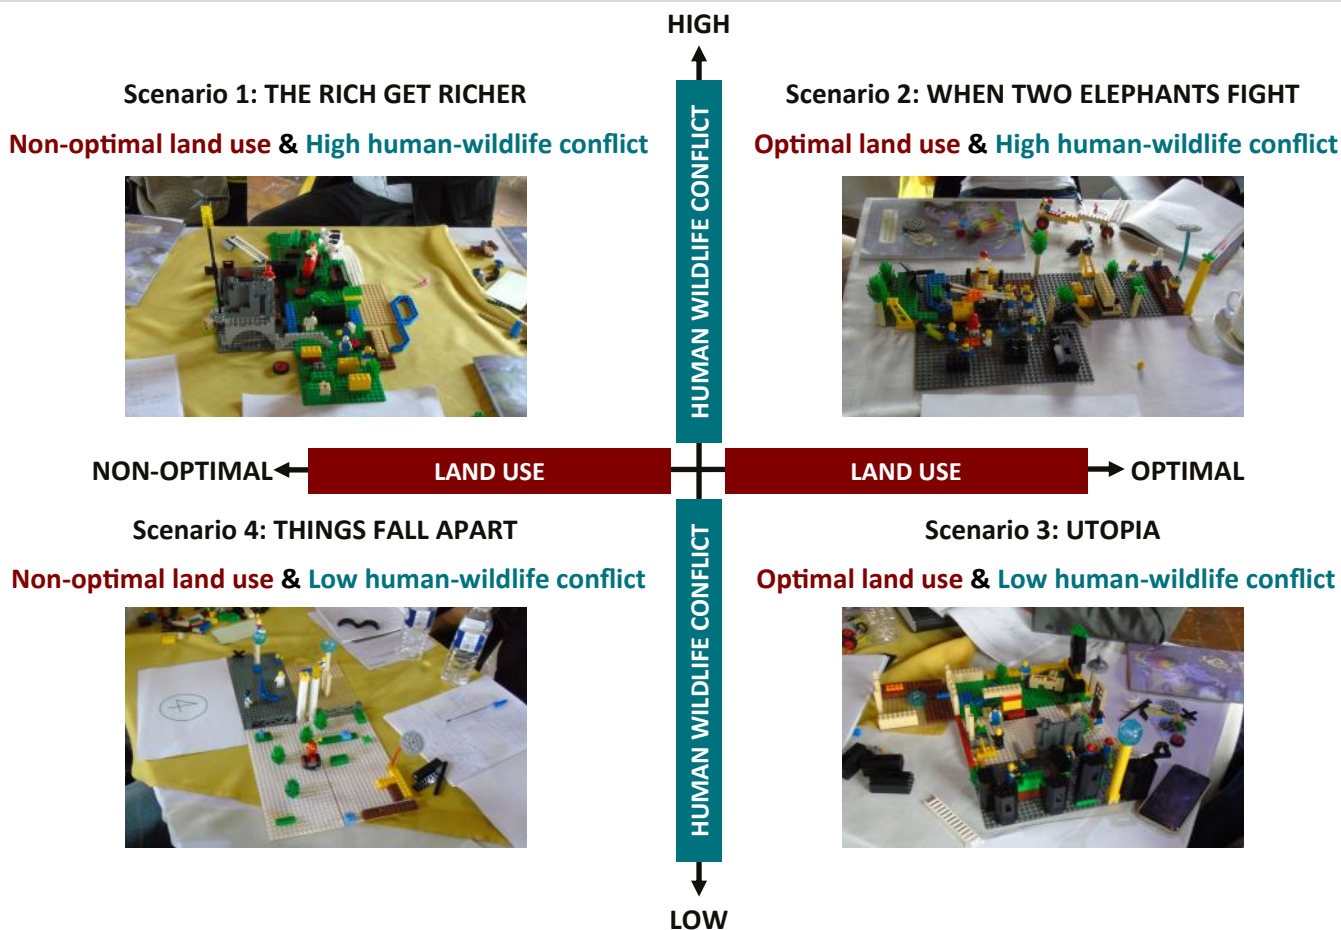 HIGH
Scenario 1: THE RICH GET RICHER
Non-optimal land use & High human-wildlife conflict
Scenario 2: WHEN TWO ELEPHANTS FIGHT
Optimal land use & High human-wildlife conflict
HUMAN WILDLIFE CONFLICT
NON-OPTIMAL
LAND USE
LAND USE
OPTIMAL
Scenario 4: THINGS FALL APART
Non-optimal land use & Low human-wildlife conflict
4
Scenario 3: UTOPIA
Optimal land use & Low human-wildlife conflict
HUMAN WILDLIFE CONFLICT
LOW